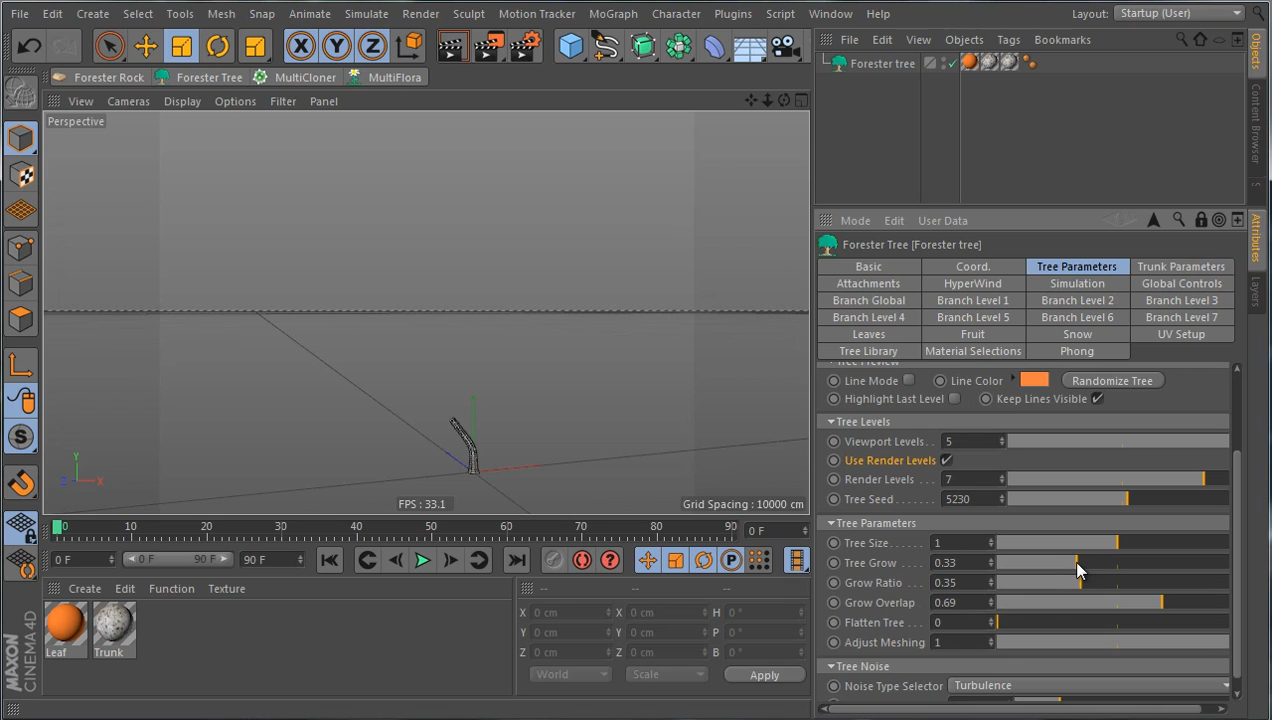 File Edit Create Select Tools Mesh Snap Animate Simulate Render Sculpt Motion Tracker MoGraph Character Plugins Script Window Help Layout: Startup (User)
X Y Z
File Edit View Objects Tags Bookmarks
Forester tree
Forester Rock Forester Tree MultiCloner MultiFlora
View Cameras Display Options Filter Panel
Perspective
Y
Z X
FPS : 33.1
Grid Spacing : 10000 cm
0 10 20 30 40 50 60 70 80 90 0 F
0 F 0 F 90 F 90 F
P
S
Create Edit Function Texture
Leaf Trunk
-- -- --
X 0 cm X 0 cm H 0 °
Y 0 cm Y 0 cm P 0 °
Z 0 cm Z 0 cm B 0 °
World Scale Apply
MAXON
CINEMA 4D
Mode Edit User Data
Forester Tree [Forester tree]
Basic Coord. Tree Parameters Trunk Parameters
Attachments HyperWind Simulation Global Controls
Branch Global Branch Level 1 Branch Level 2 Branch Level 3
Branch Level 4 Branch Level 5 Branch Level 6 Branch Level 7
Leaves Fruit Snow UV Setup
Tree Library Material Selections Phong
Tree Preview
Line Mode Line Color Randomize Tree
Highlight Last Level Keep Lines Visible
Tree Levels
Viewport Levels. . 5
Use Render Levels
Render Levels . . . 7
Tree Seed . . . . . . . 5230
Tree Parameters
Tree Size. . . . . 1
Tree Grow . . . 0.33
Grow Ratio . . 0.35
Grow Overlap 0.69
Flatten Tree . . 0
Adjust Meshing 1
Tree Noise
Noise Type Selector Turbulence
Objects
Content Browser
S
Attributes
Layers